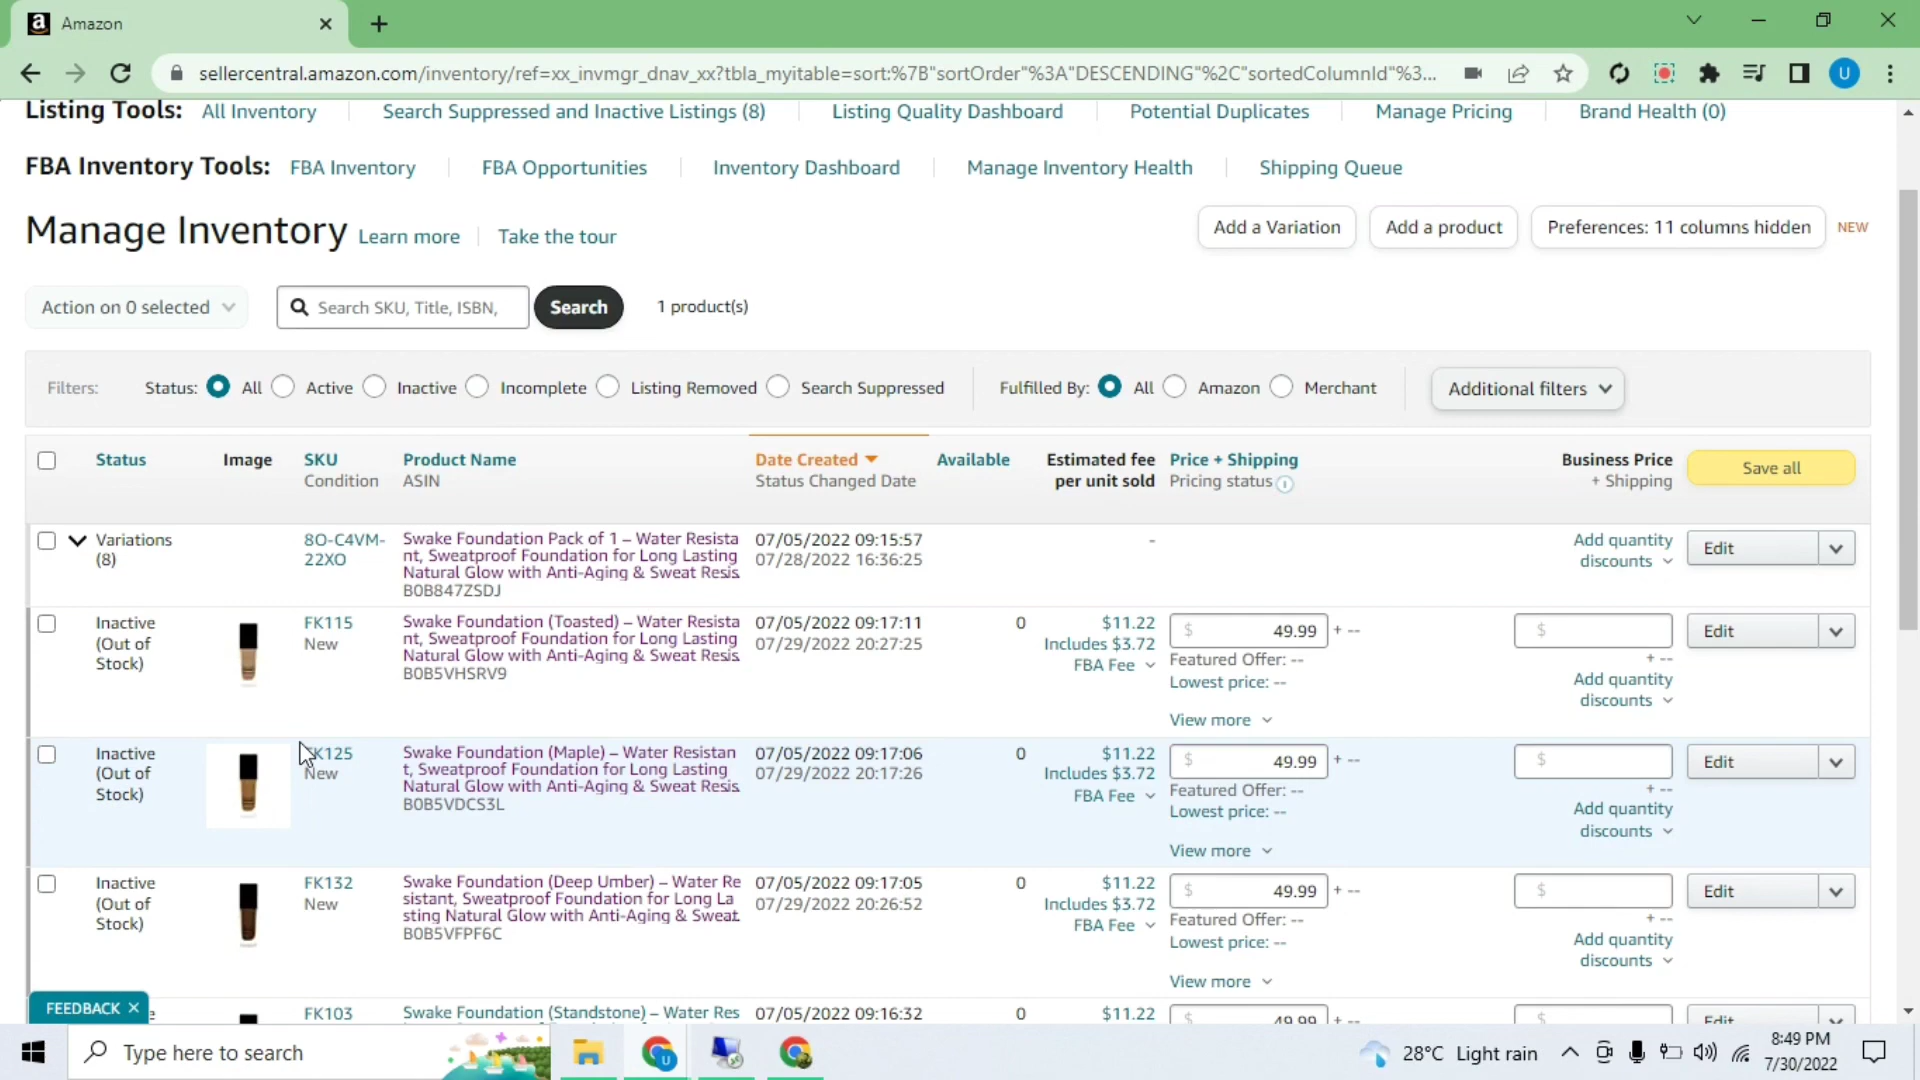 Amazon
sellercentral.amazon.com/inventory/ref=xx_invmgr_dnav_xx?tbla_myitable=sort:%7B"sortOrder"%3A"DESCENDING"%2C"sortedColumnId"%3...
U
Listing Tools: All Inventory Search Suppressed and Inactive Listings (8) Listing Quality Dashboard Potential Duplicates Manage Pricing Brand Health (0)
FBA Inventory Tools: FBA Inventory FBA Opportunities Inventory Dashboard Manage Inventory Health Shipping Queue
Manage Inventory Learn more Take the tour
Add a Variation Add a product Preferences: 11 columns hidden NEW
Action on 0 selected Search SKU, Title, ISBN, Search 1 product(s)
Filters: Status: All Active Inactive Incomplete Listing Removed Search Suppressed Fulfilled By: All Amazon Merchant Additional filters
Status Image SKU Product Name Date Created Available Estimated fee Price + Shipping Business Price Save all
Condition ASIN Status Changed Date per unit sold Pricing status + Shipping
Variations 8O-C4VM- Swake Foundation Pack of 1 – Water Resista 07/05/2022 09:15:57 - Add quantity Edit
(8) 22XO nt, Sweatproof Foundation for Long Lasting 07/28/2022 16:36:25 discounts
Natural Glow with Anti-Aging & Sweat Resis
B0B847ZSDJ
Inactive FK115 Swake Foundation (Toasted) – Water Resista 07/05/2022 09:17:11 0 $11.22 $ 49.99 + -- $ Edit
(Out of New nt, Sweatproof Foundation for Long Lasting 07/29/2022 20:27:25 Includes $3.72 Featured Offer: -- + --
Stock) Natural Glow with Anti-Aging & Sweat Resis FBA Fee Lowest price: -- Add quantity
B0B5VHSRV9 discounts
View more
Inactive FK125 Swake Foundation (Maple) – Water Resistan 07/05/2022 09:17:06 0 $11.22 $ 49.99 + -- $ Edit
(Out of New t, Sweatproof Foundation for Long Lasting 07/29/2022 20:17:26 Includes $3.72 Featured Offer: -- + --
Stock) Natural Glow with Anti-Aging & Sweat Resis FBA Fee Lowest price: -- Add quantity
B0B5VDCS3L discounts
View more
Inactive FK132 Swake Foundation (Deep Umber) – Water Re 07/05/2022 09:17:05 0 $11.22 $ 49.99 + -- $ Edit
(Out of New sistant, Sweatproof Foundation for Long La 07/29/2022 20:26:52 Includes $3.72 Featured Offer: -- + --
Stock) sting Natural Glow with Anti-Aging & Sweat FBA Fee Lowest price: -- Add quantity
B0B5VFPF6C discounts
View more
FEEDBACK FK103 Swake Foundation (Standstone) – Water Res 07/05/2022 09:16:32 0 $11.22 $ 49.99 + -- Edit
Type here to search 28°C Light rain 8:49 PM
7/30/2022